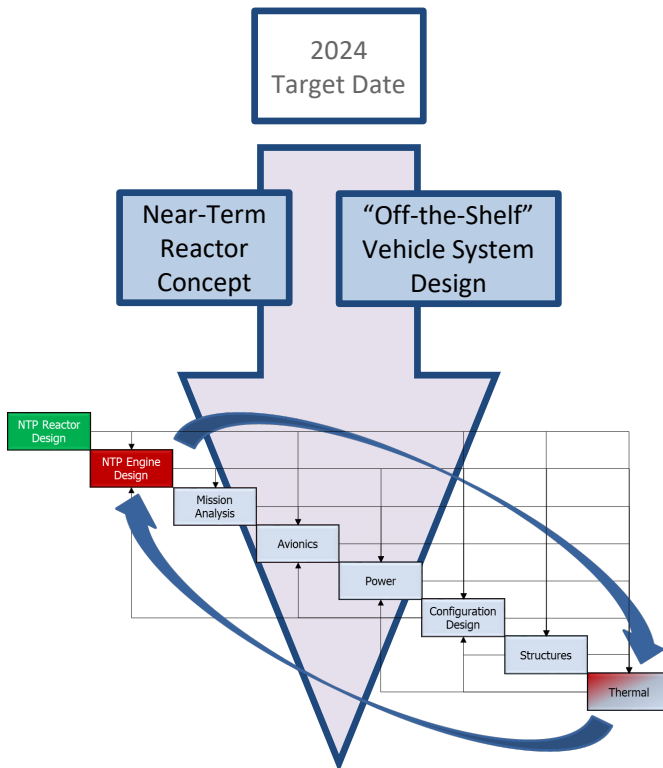 2024
Target Date
Near-Term
Reactor
Concept
“Off-the-Shelf”
Vehicle System
Design
NTP Reactor
Design
NTP Engine
Design
Mission
Analysis
Avionics
Power
Configuration
Design
Structures
Thermal